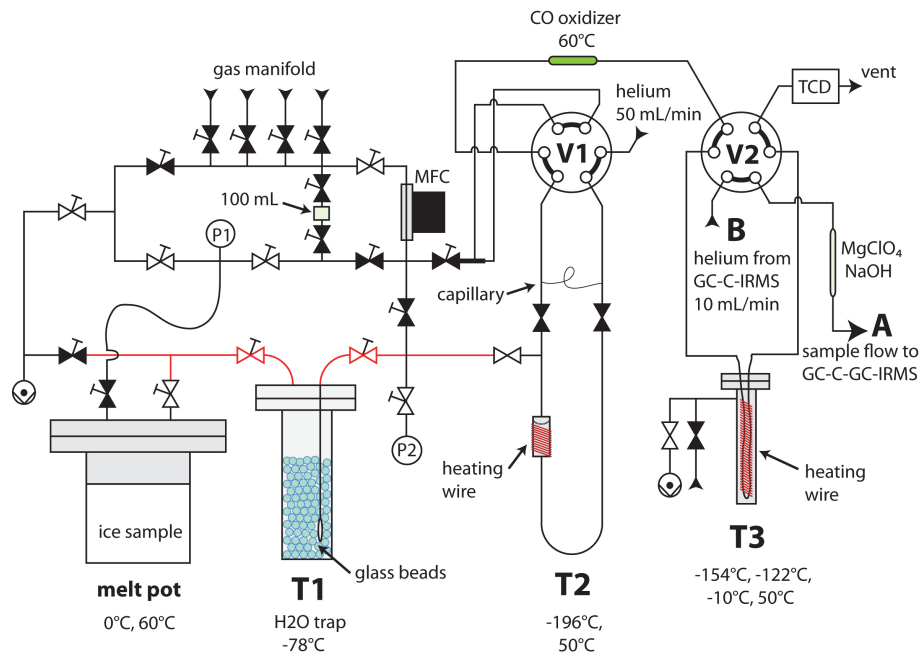 CO oxidizer
60°C
gas manifold
helium
50 mL/min
TCD
vent
V1
V2
MFC
100 mL
P1
B
helium from
GC-C-IRMS
10 mL/min
MgClO₄
NaOH
capillary
A
sample flow to
GC-C-GC-IRMS
P2
heating
wire
heating
wire
ice sample
glass beads
melt pot
0°C, 60°C
T1
H2O trap
-78°C
T2
-196°C,
50°C
T3
-154°C, -122°C,
-10°C, 50°C